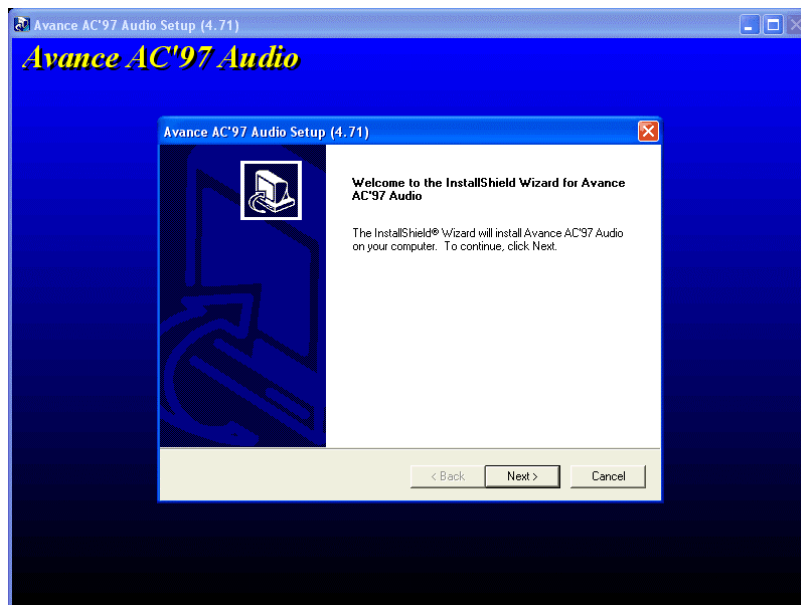 Avance AC'97 Audio Setup (4.71)
Avance AC'97 Audio
Avance AC'97 Audio Setup (4.71)
Welcome to the InstallShield Wizard for Avance
AC'97 Audio
The InstallShield® Wizard will install Avance AC'97 Audio
on your computer. To continue, click Next.
< Back
Next >
Cancel